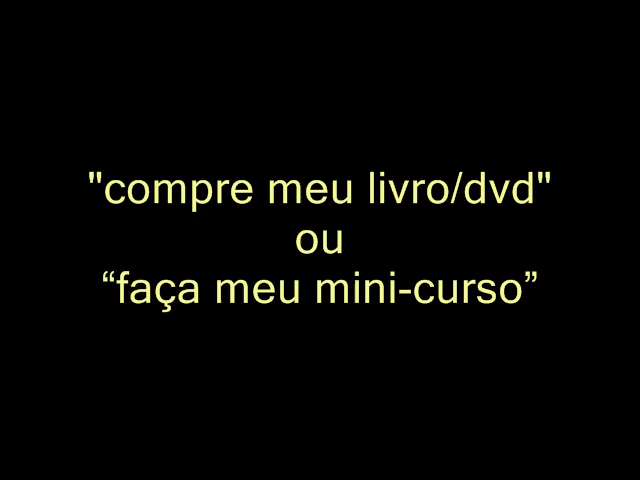 "compre meu livro/dvd"
ou
“faça meu mini-curso”